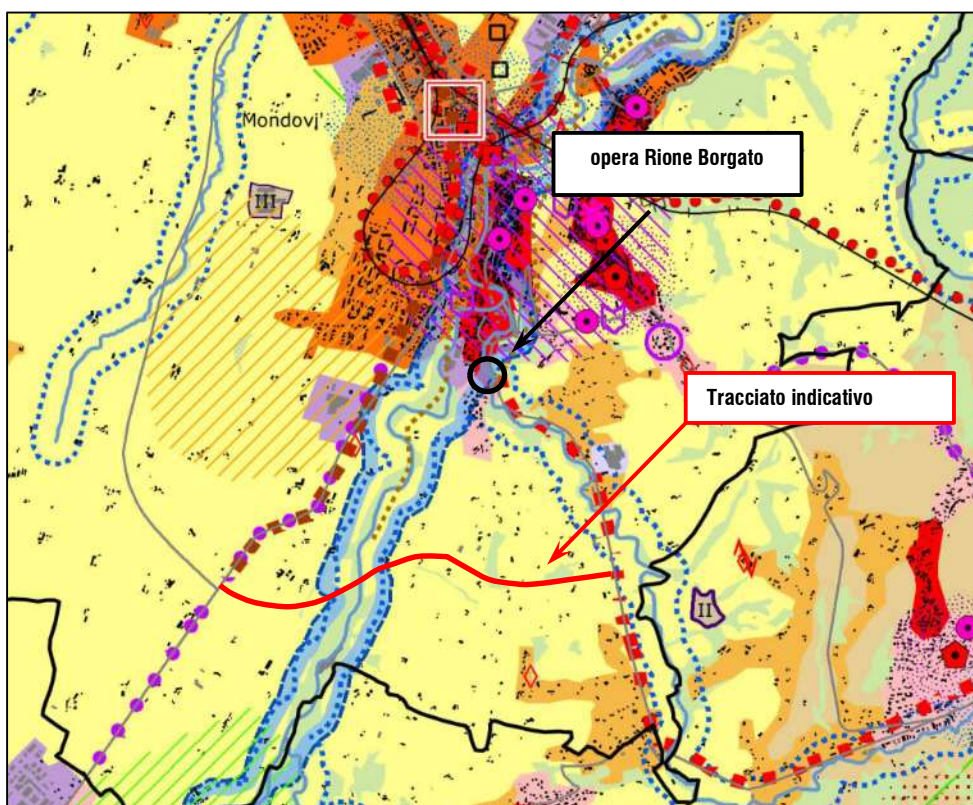 Mondovi'
opera Rione Borgato
III
Tracciato indicativo
II